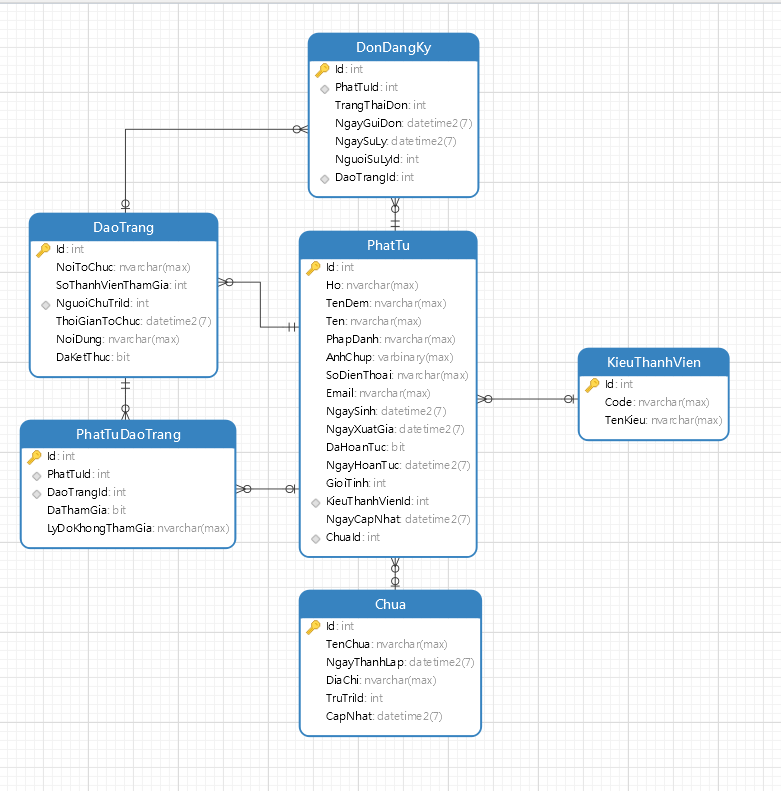 DonDangKy
Id: int
PhatTuId: int
TrangThaiDon: int
NgayGuiDon: datetime2(7)
NgaySuLy: datetime2(7)
NguoiSuLyId: int
DaoTrangId: int
DaoTrang
Id: int
NoiToChuc: nvarchar(max)
SoThanhVienThamGia: int
NguoiChuTriId: int
ThoiGianToChuc: datetime2(7)
NoiDung: nvarchar(max)
DaKetThuc: bit
PhatTu
Id: int
Ho: nvarchar(max)
TenDem: nvarchar(max)
Ten: nvarchar(max)
PhapDanh: nvarchar(max)
AnhChup: varbinary(max)
SoDienThoai: nvarchar(max)
Email: nvarchar(max)
NgaySinh: datetime2(7)
NgayXuatGia: datetime2(7)
DaHoanTuc: bit
NgayHoanTuc: datetime2(7)
GioiTinh: int
KieuThanhVienId: int
NgayCapNhat: datetime2(7)
ChuaId: int
KieuThanhVien
Id: int
Code: nvarchar(max)
TenKieu: nvarchar(max)
PhatTuDaoTrang
Id: int
PhatTuId: int
DaoTrangId: int
DaThamGia: bit
LyDoKhongThamGia: nvarchar(max)
Chua
Id: int
TenChua: nvarchar(max)
NgayThanhLap: datetime2(7)
DiaChi: nvarchar(max)
TruTriId: int
CapNhat: datetime2(7)